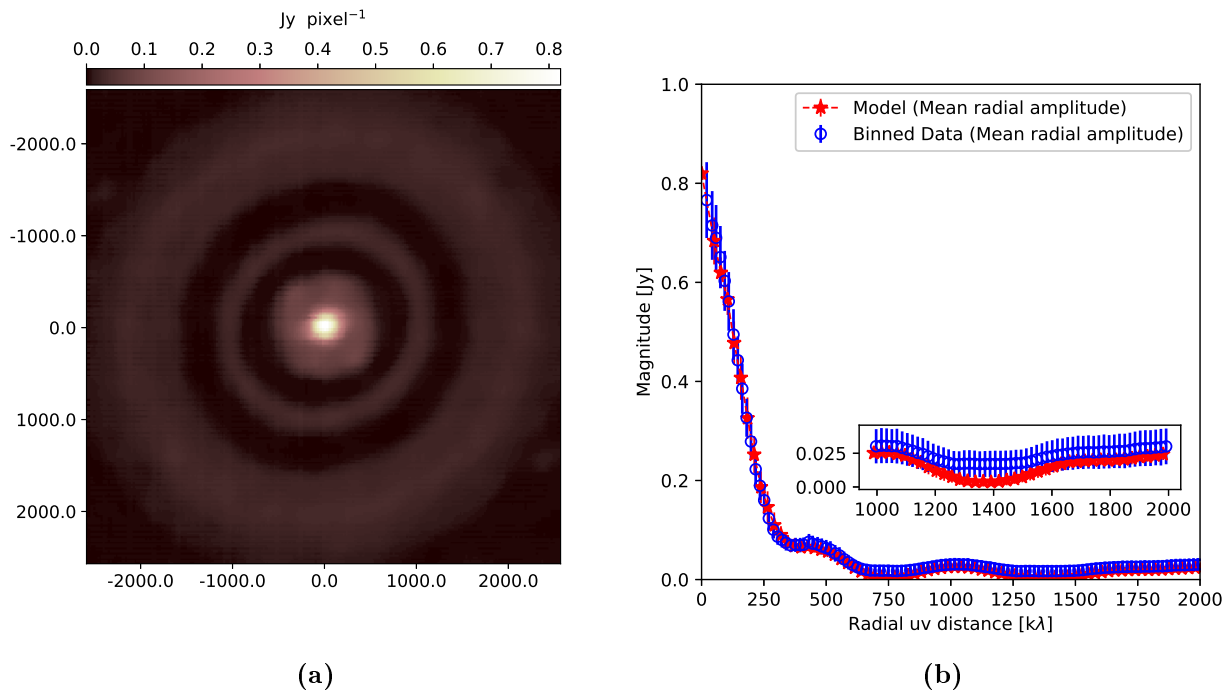 Jy pixel⁻¹
0.0 0.1 0.2 0.3 0.4 0.5 0.6 0.7 0.8
-2000.0
-1000.0
0.0
1000.0
2000.0
-2000.0 -1000.0 0.0 1000.0 2000.0
(a)
1.0
0.8
0.6
0.4
0.2
0.0
Magnitude [Jy]
Model (Mean radial amplitude)
Binned Data (Mean radial amplitude)
0.025
0.000
1000 1200 1400 1600 1800 2000
0 250 500 750 1000 1250 1500 1750 2000
Radial uv distance [kλ]
(b)